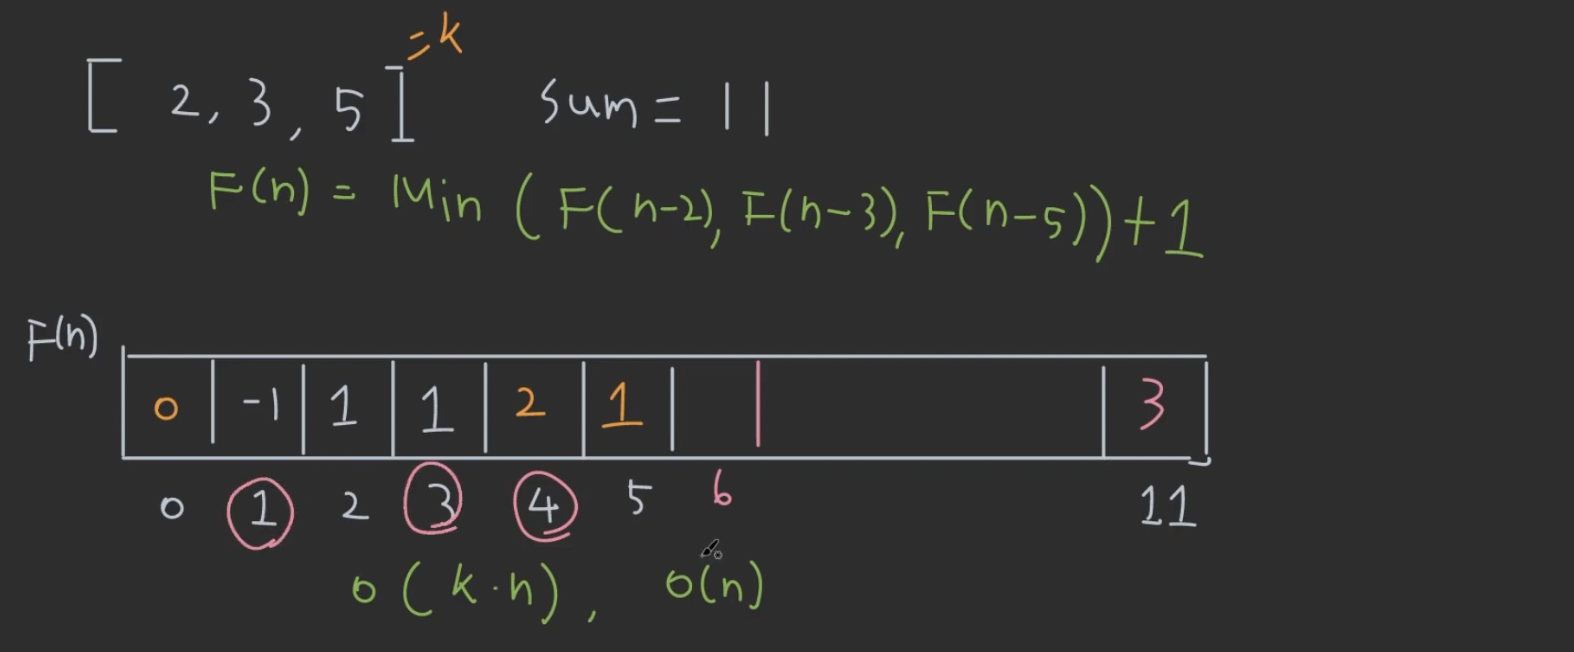 =k
[ 2, 3, 5 ] sum = 11
F(n) = Min ( F(n-2), F(n-3), F(n-5)) + 1
F(n)
0 -1 1 1 2 1 3
0 1 2 3 4 5 6 11
o ( k · n ) , o(n)